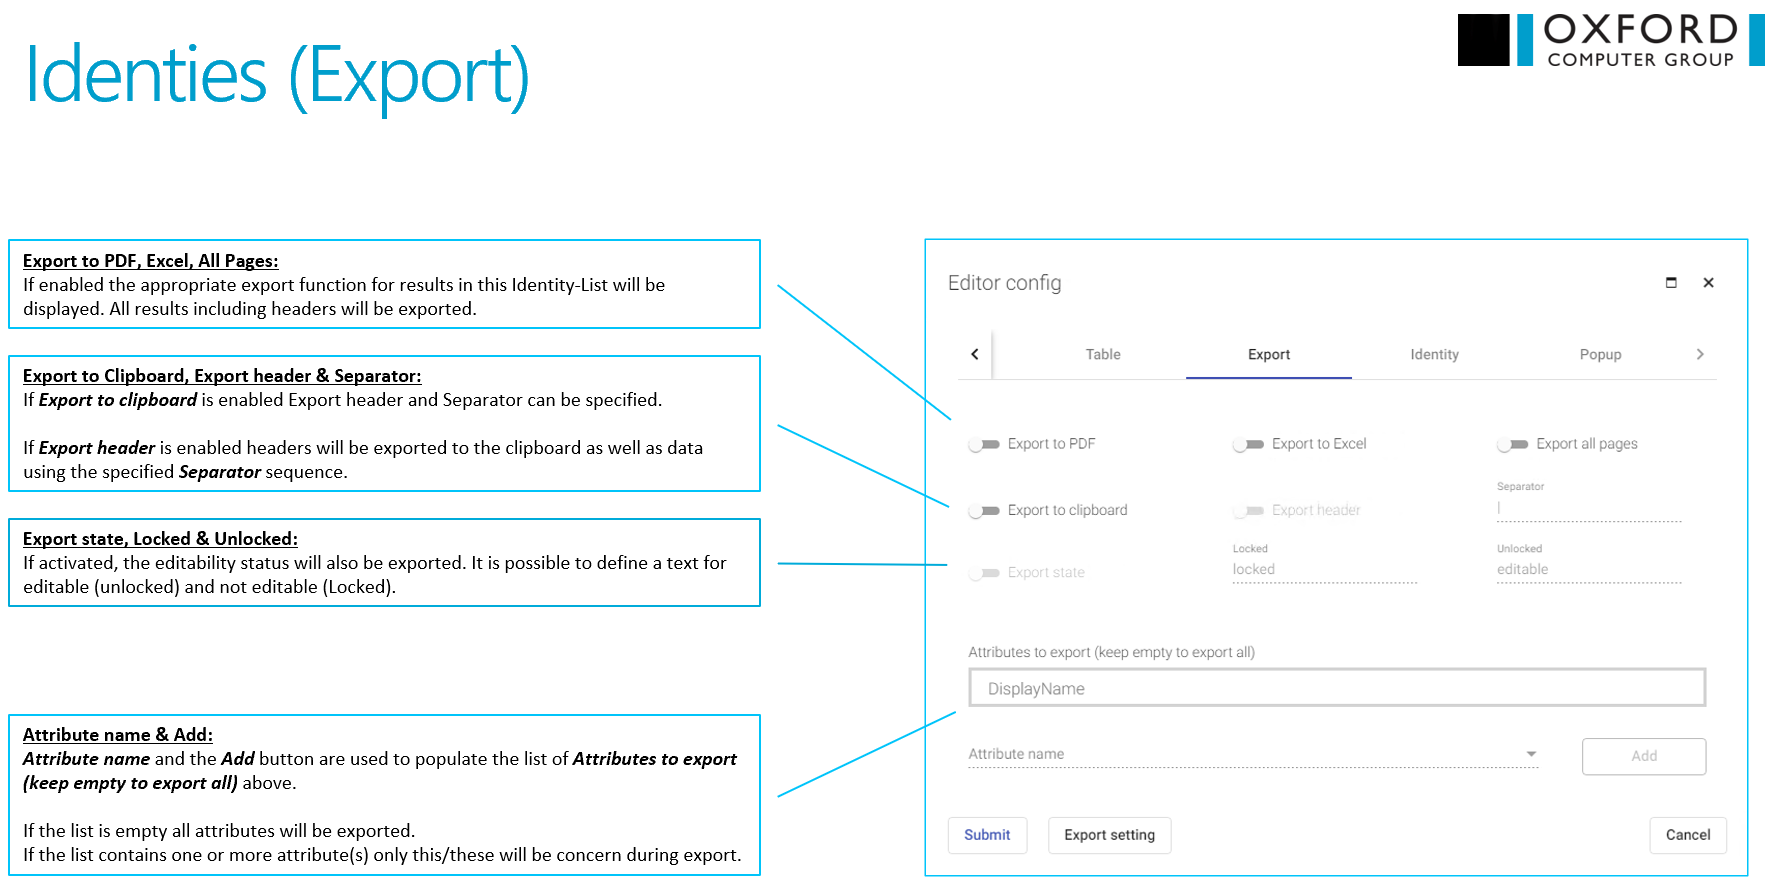 Identies (Export)
OXFORD
COMPUTER GROUP
Export to PDF, Excel, All Pages:
If enabled the appropriate export function for results in this Identity-List will be
displayed. All results including headers will be exported.
Export to Clipboard, Export header & Separator:
If Export to clipboard is enabled Export header and Separator can be specified.
If Export header is enabled headers will be exported to the clipboard as well as data
using the specified Separator sequence.
Export state, Locked & Unlocked:
If activated, the editability status will also be exported. It is possible to define a text for
editable (unlocked) and not editable (Locked).
Attribute name & Add:
Attribute name and the Add button are used to populate the list of Attributes to export
(keep empty to export all) above.
If the list is empty all attributes will be exported.
If the list contains one or more attribute(s) only this/these will be concern during export.
Editor config
Table Export Identity Popup
Export to PDF Export to Excel Export all pages
Separator
Export to clipboard Export header |
Locked Unlocked
Export state locked editable
Attributes to export (keep empty to export all)
DisplayName
Attribute name Add
Submit Export setting Cancel